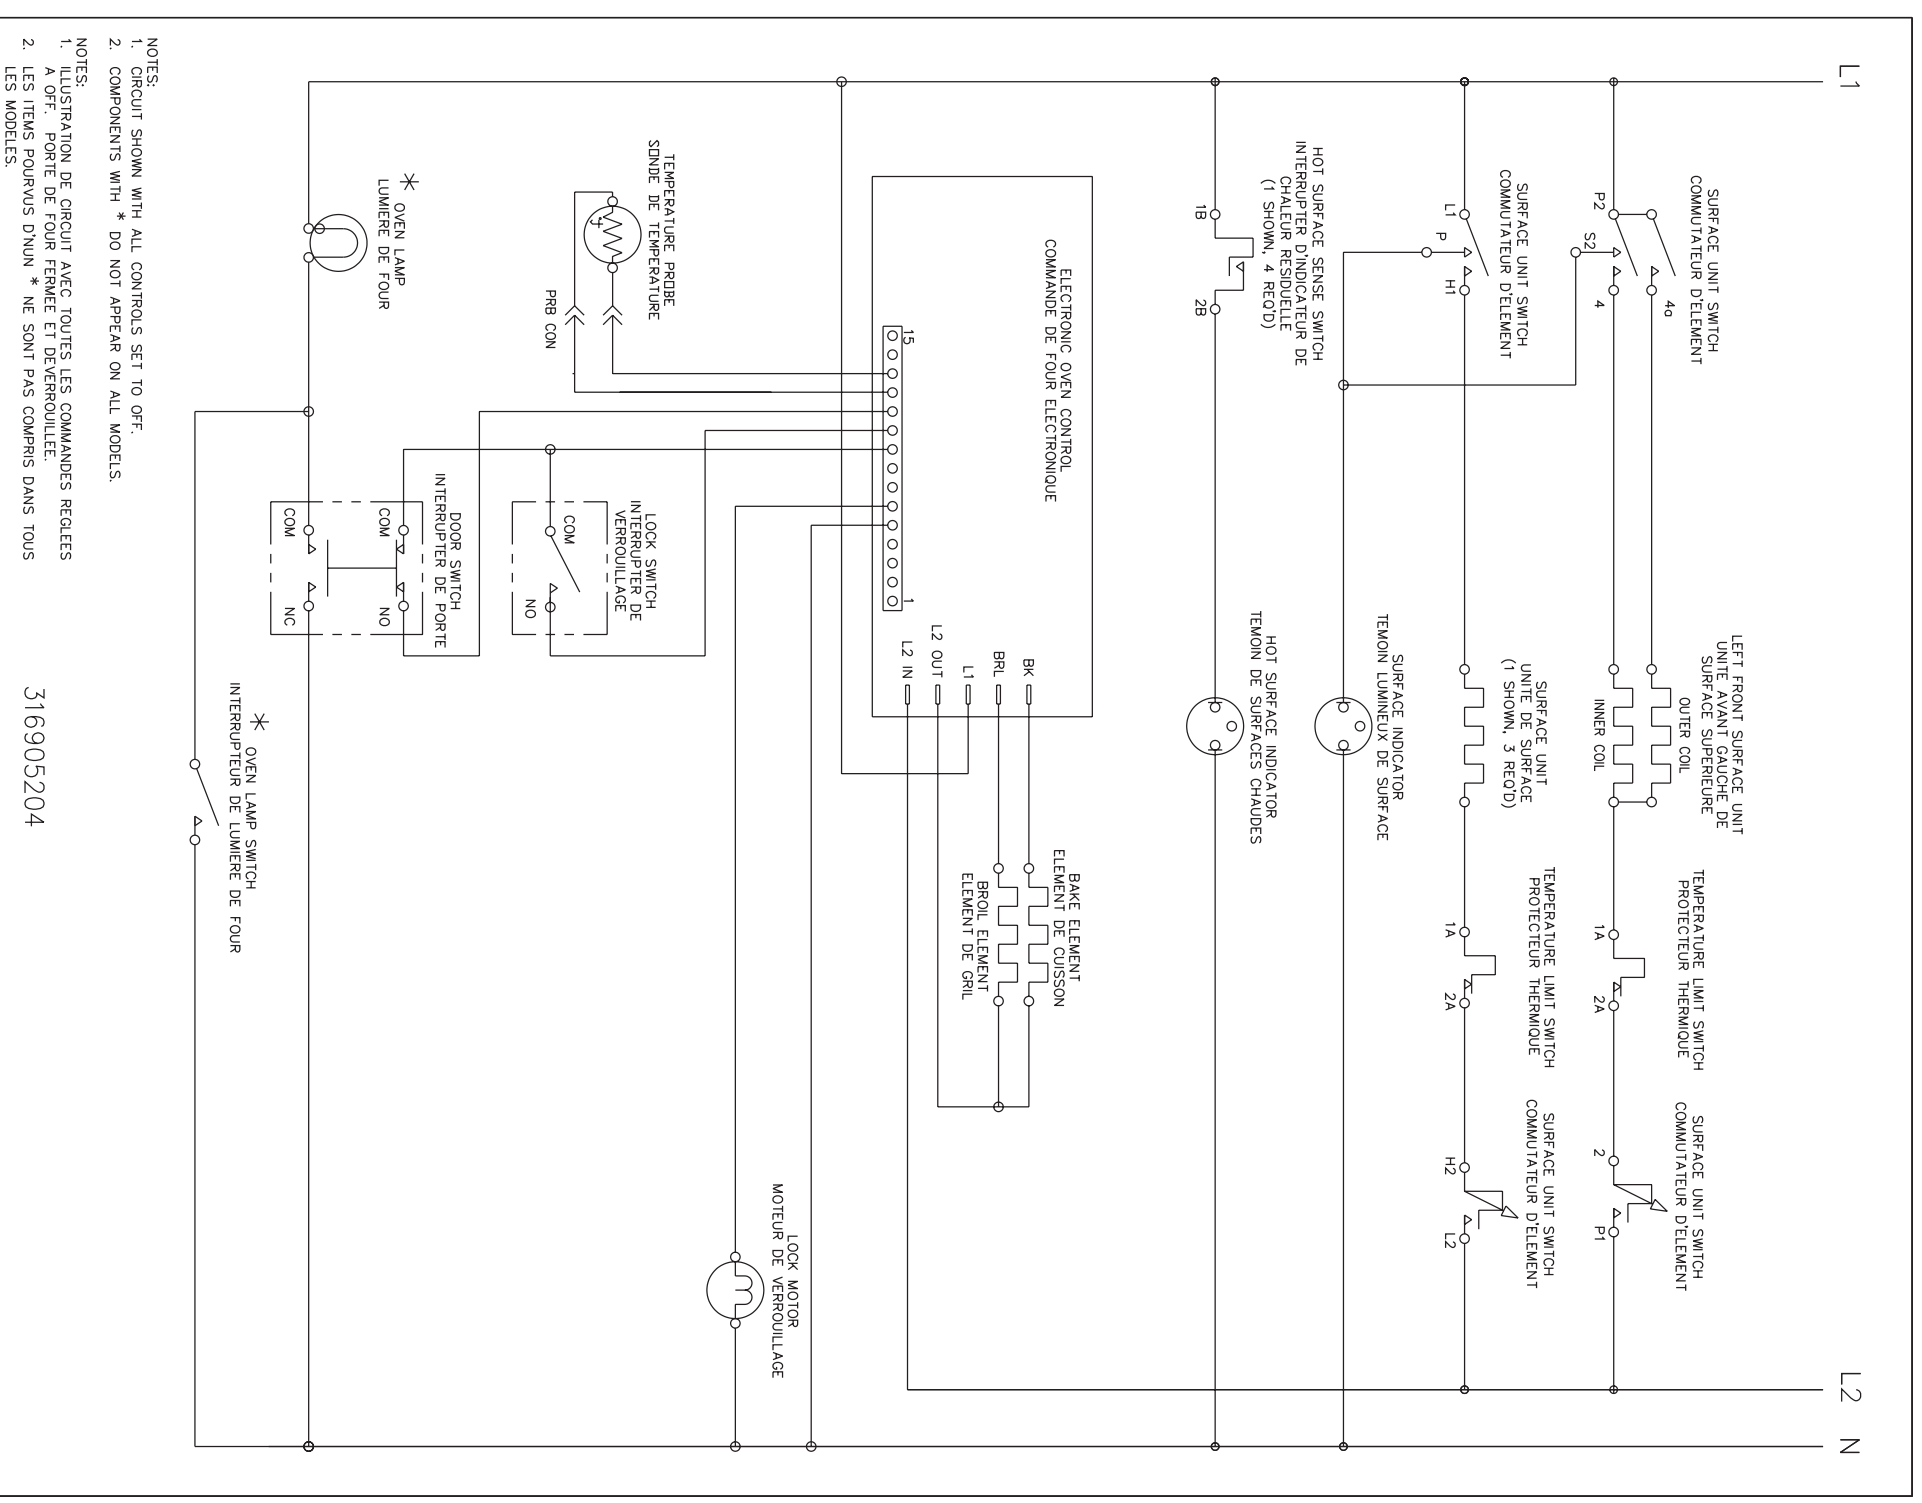 L1
L2
N
SURFACE UNIT SWITCH
COMMUTATEUR D'ELEMENT
P2
S2
4
4a
LEFT FRONT SURFACE UNIT
UNITE AVANT GAUCHE DE
SURFACE SUPERIEURE
OUTER COIL
INNER COIL
TEMPERATURE LIMIT SWITCH
PROTECTEUR THERMIQUE
1A
2A
SURFACE UNIT SWITCH
COMMUTATEUR D'ELEMENT
2
P1
SURFACE UNIT SWITCH
COMMUTATEUR D'ELEMENT
L1
P
H1
SURFACE UNIT
UNITE DE SURFACE
(1 SHOWN, 3 REQ'D)
TEMPERATURE LIMIT SWITCH
PROTECTEUR THERMIQUE
1A
2A
SURFACE UNIT SWITCH
COMMUTATEUR D'ELEMENT
H2
L2
SURFACE INDICATOR
TEMOIN LUMINEUX DE SURFACE
HOT SURFACE SENSE SWITCH
INTERRUPTER D'INDICATEUR DE
CHALEUR RESIDUELLE
(1 SHOWN, 4 REQ'D)
1B
2B
HOT SURFACE INDICATOR
TEMOIN DE SURFACES CHAUDES
ELECTRONIC OVEN CONTROL
COMMANDE DE FOUR ELECTRONIQUE
15
1
BK
BRL
L1
L2 OUT
L2 IN
BAKE ELEMENT
ELEMENT DE CUISSON
BROIL ELEMENT
ELEMENT DE GRIL
TEMPERATURE PROBE
SONDE DE TEMPERATURE
PRB CON
LOCK SWITCH
INTERRUPTER DE
VERROUILLAGE
COM
NO
LOCK MOTOR
MOTEUR DE VERROUILLAGE
DOOR SWITCH
INTERRUPTER DE PORTE
COM
NO
COM
NC
* OVEN LAMP
LUMIERE DE FOUR
* OVEN LAMP SWITCH
INTERRUPTEUR DE LUMIERE DE FOUR
NOTES:
1. CIRCUIT SHOWN WITH ALL CONTROLS SET TO OFF.
2. COMPONENTS WITH * DO NOT APPEAR ON ALL MODELS.
NOTES:
1. ILLUSTRATION DE CIRCUIT AVEC TOUTES LES COMMANDES REGLEES
A OFF. PORTE DE FOUR FERMEE ET DEVERROUILLEE.
2. LES ITEMS POURVUS D'NUN * NE SONT PAS COMPRIS DANS TOUS
LES MODELES.
316905204